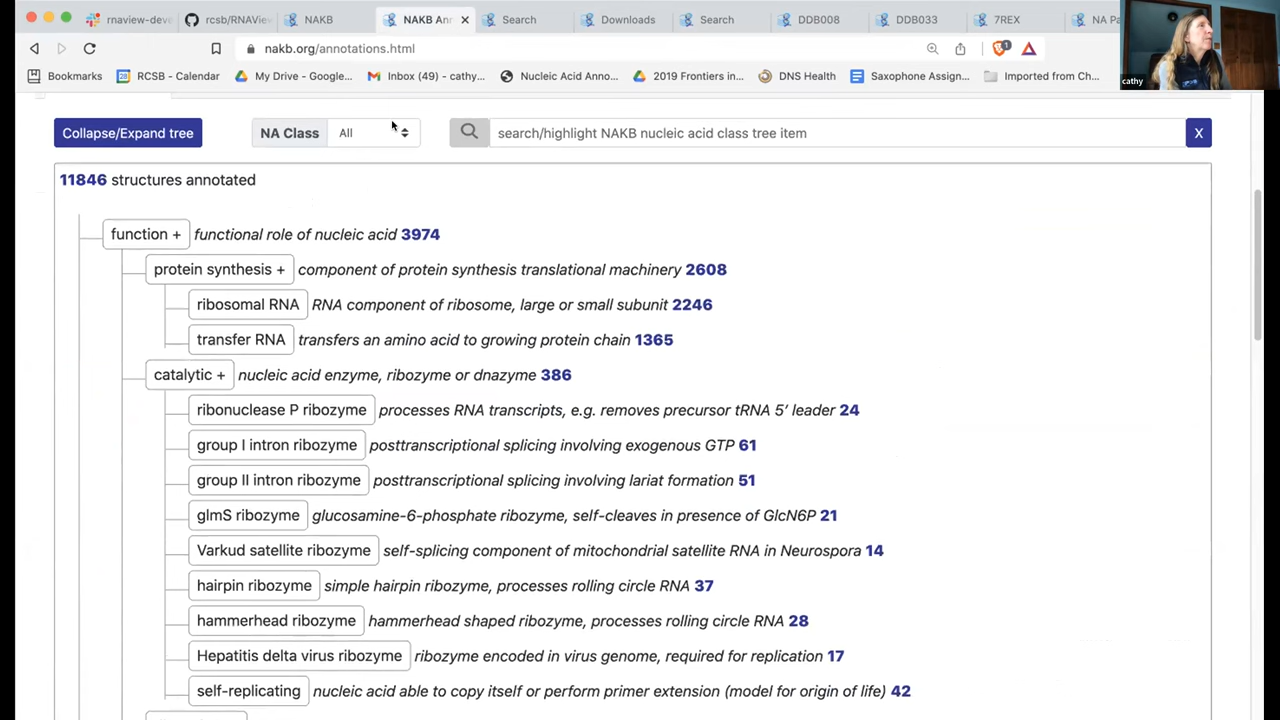 rnaview-deve
rcsb/RNAView
NAKB
NAKB Ann
Search
Downloads
Search
DDB008
DDB033
7REX
NA Pa
nakb.org/annotations.html
1
Bookmarks
28
RCSB - Calendar
My Drive - Google...
Inbox (49) - cathy...
Nucleic Acid Anno...
2019 Frontiers in...
DNS Health
Saxophone Assign...
Imported from Ch...
cathy
Collapse/Expand tree
NA Class All
search/highlight NAKB nucleic acid class tree item
X
11846 structures annotated
function + functional role of nucleic acid 3974
protein synthesis + component of protein synthesis translational machinery 2608
ribosomal RNA RNA component of ribosome, large or small subunit 2246
transfer RNA transfers an amino acid to growing protein chain 1365
catalytic + nucleic acid enzyme, ribozyme or dnazyme 386
ribonuclease P ribozyme processes RNA transcripts, e.g. removes precursor tRNA 5′ leader 24
group I intron ribozyme posttranscriptional splicing involving exogenous GTP 61
group II intron ribozyme posttranscriptional splicing involving lariat formation 51
glmS ribozyme glucosamine-6-phosphate ribozyme, self-cleaves in presence of GlcN6P 21
Varkud satellite ribozyme self-splicing component of mitochondrial satellite RNA in Neurospora 14
hairpin ribozyme simple hairpin ribozyme, processes rolling circle RNA 37
hammerhead ribozyme hammerhead shaped ribozyme, processes rolling circle RNA 28
Hepatitis delta virus ribozyme ribozyme encoded in virus genome, required for replication 17
self-replicating nucleic acid able to copy itself or perform primer extension (model for origin of life) 42